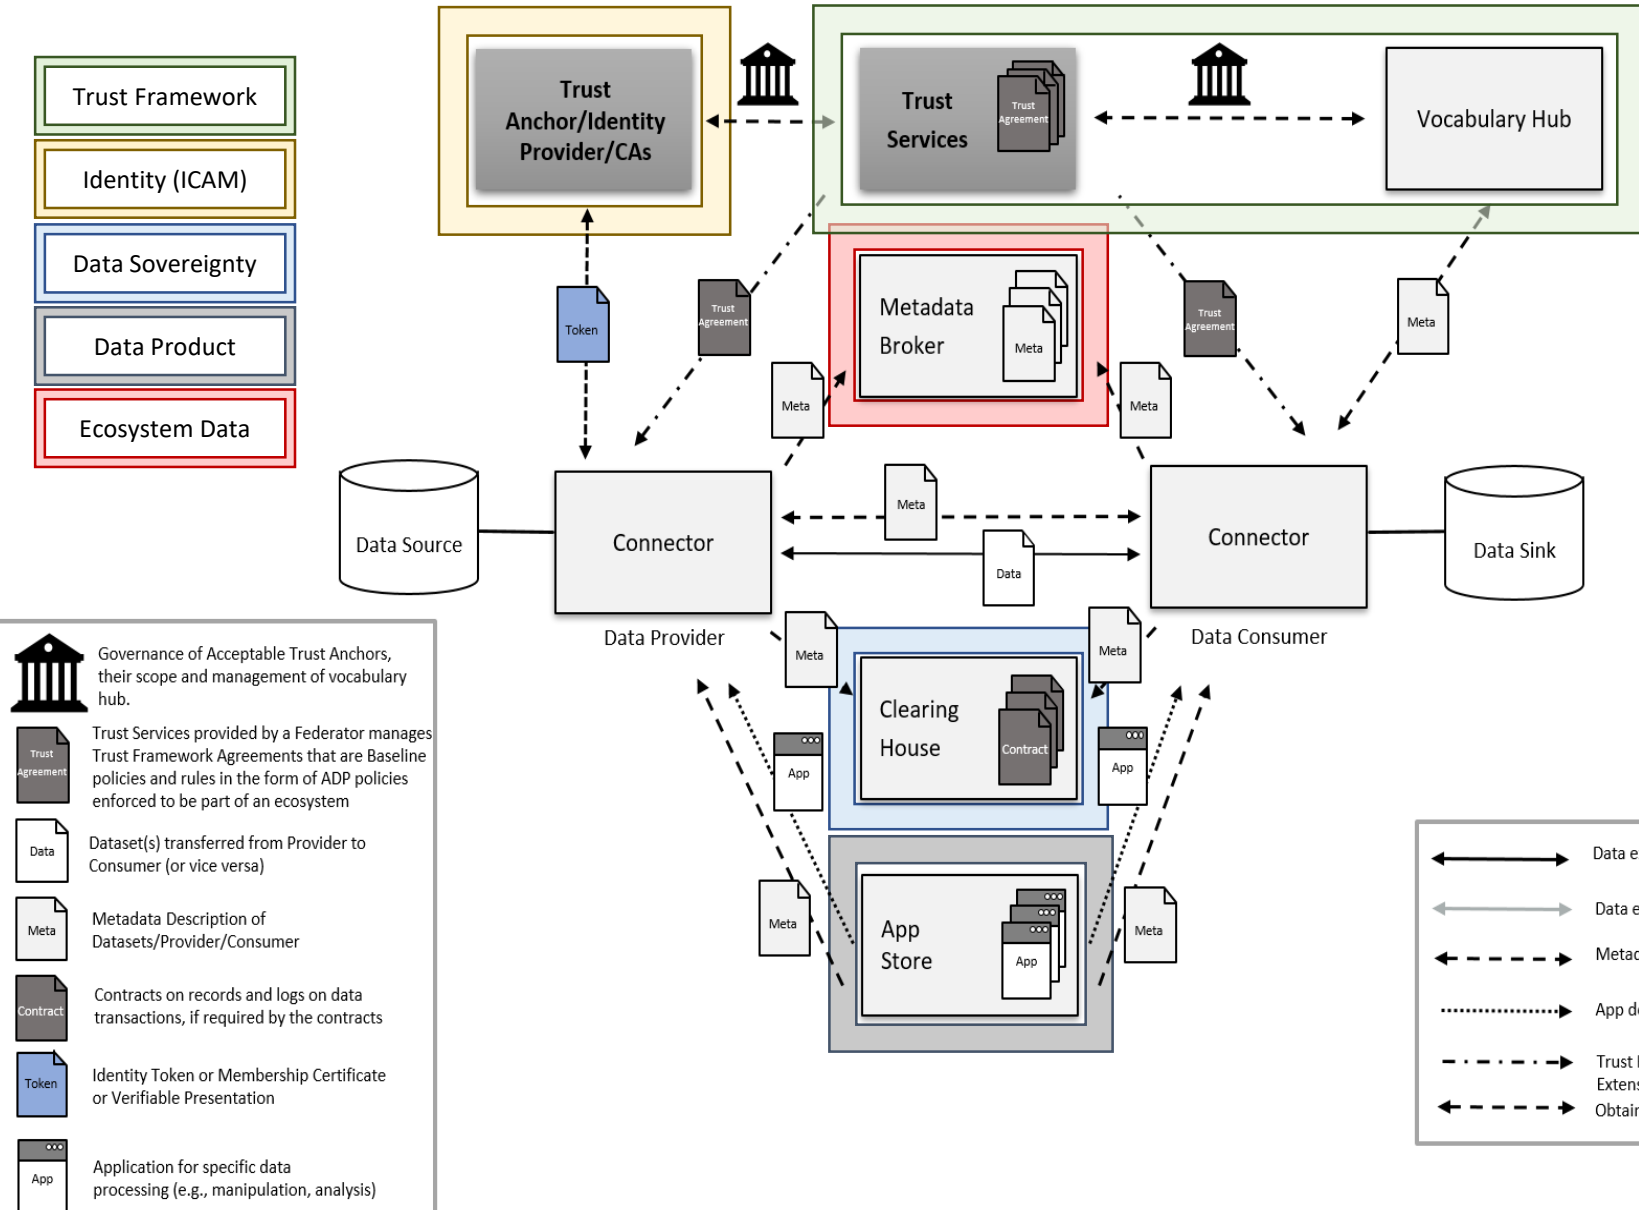 Trust Framework
Identity (ICAM)
Data Sovereignty
Data Product
Ecosystem Data
Trust
Anchor/Identity
Provider/CAs
Trust
Services
Trust
Agreement
Vocabulary Hub
Token
Trust
Agreement
Metadata
Broker
Meta
Trust
Agreement
Meta
Meta
Meta
Data Source
Connector
Meta
Data
Connector
Data Sink
Data Provider
Data Consumer
Meta
Meta
Clearing
House
Contract
App
App
Meta
App
Store
App
Meta
Governance of Acceptable Trust Anchors,
their scope and management of vocabulary
hub.
Trust
Agreement
Trust Services provided by a Federator manages
Trust Framework Agreements that are Baseline
policies and rules in the form of ADP policies
enforced to be part of an ecosystem
Data
Dataset(s) transferred from Provider to
Consumer (or vice versa)
Meta
Metadata Description of
Datasets/Provider/Consumer
Contract
Contracts on records and logs on data
transactions, if required by the contracts
Token
Identity Token or Membership Certificate
or Verifiable Presentation
App
Application for specific data
processing (e.g., manipulation, analysis)
Data
Data
App
Trust